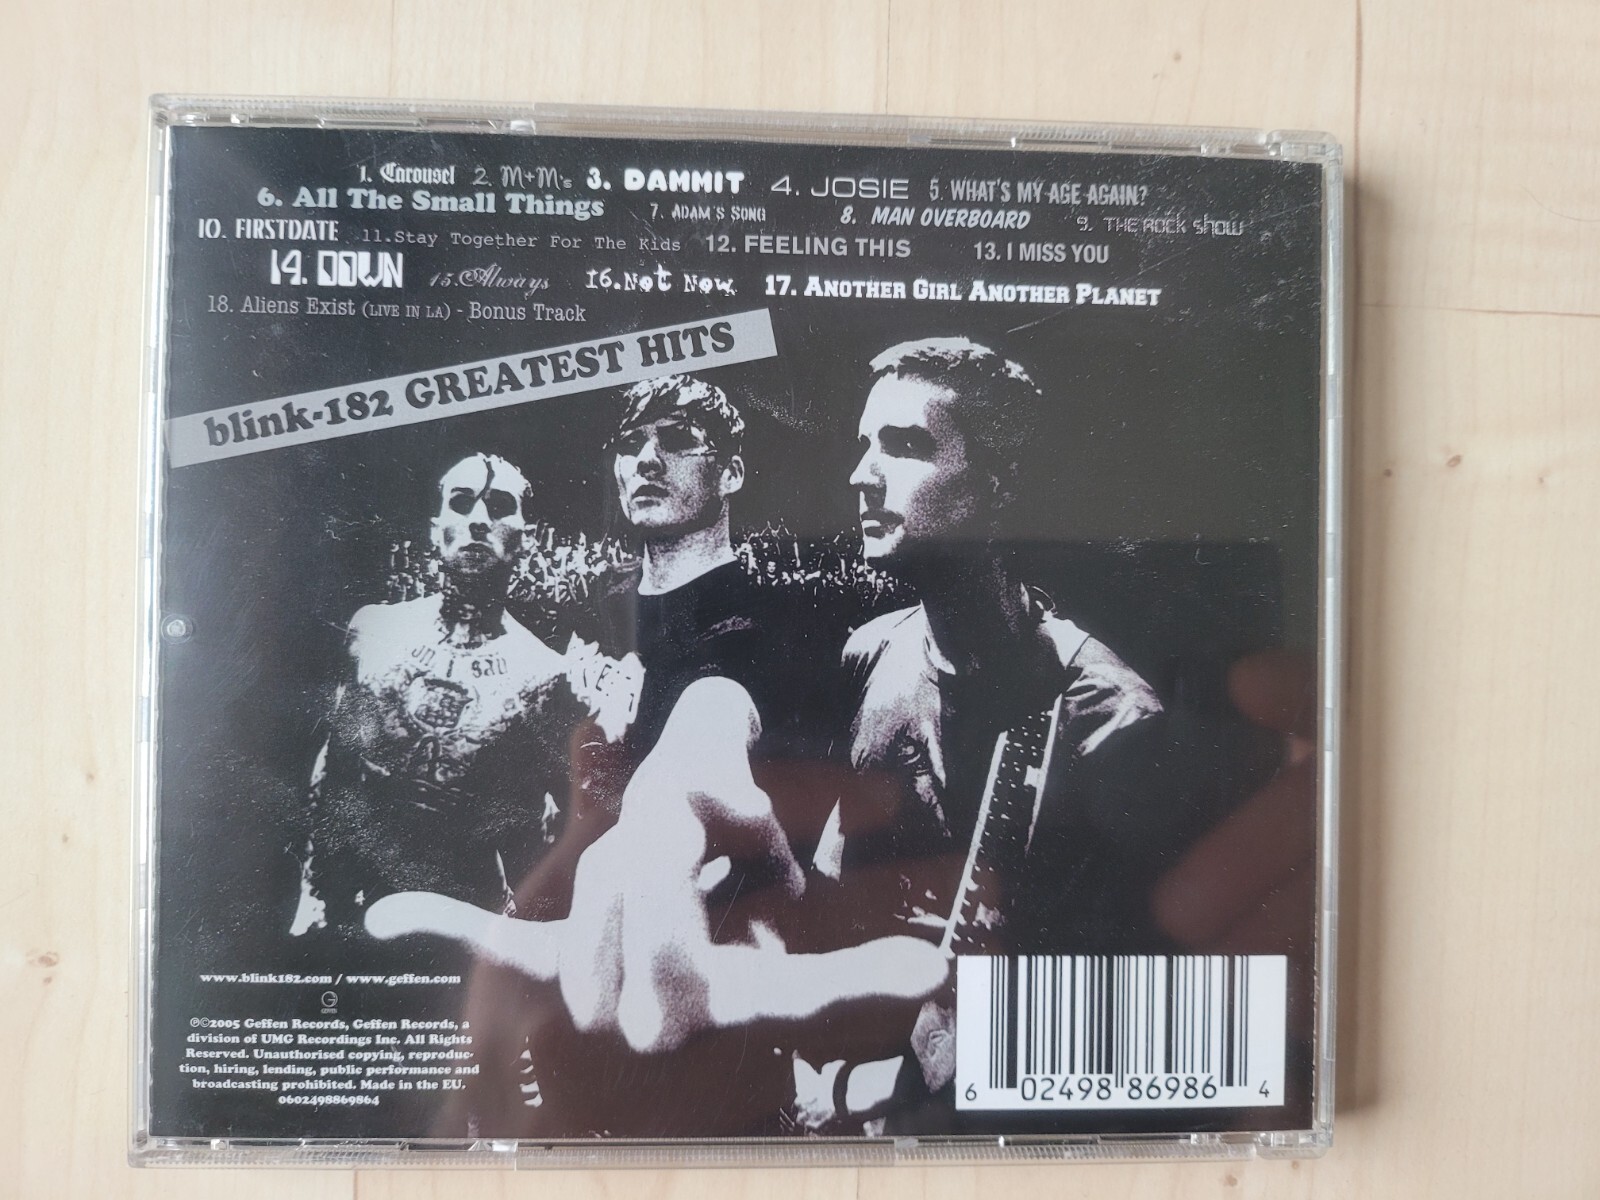 1. Carousel 2. M+M's 3. DAMMIT 4. JOSIE 5. WHAT'S MY AGE AGAIN?
6. All The Small Things 7. ADAM'S SONG 8. MAN OVERBOARD 9. THE ROCK SHOW
10. FIRSTDATE 11.Stay Together For The Kids 12. FEELING THIS 13. I MISS YOU
14. DOWN 15.Always 16.Not Now 17. ANOTHER GIRL ANOTHER PLANET
18. Aliens Exist (LIVE IN LA) - Bonus Track
blink-182 GREATEST HITS
www.blink182.com / www.geffen.com
G
GEFFEN
℗©2005 Geffen Records, Geffen Records, a
division of UMG Recordings Inc. All Rights
Reserved. Unauthorised copying, reproduc-
tion, hiring, lending, public performance and
broadcasting prohibited. Made in the EU.
0602498869864
6 02498 86986 4